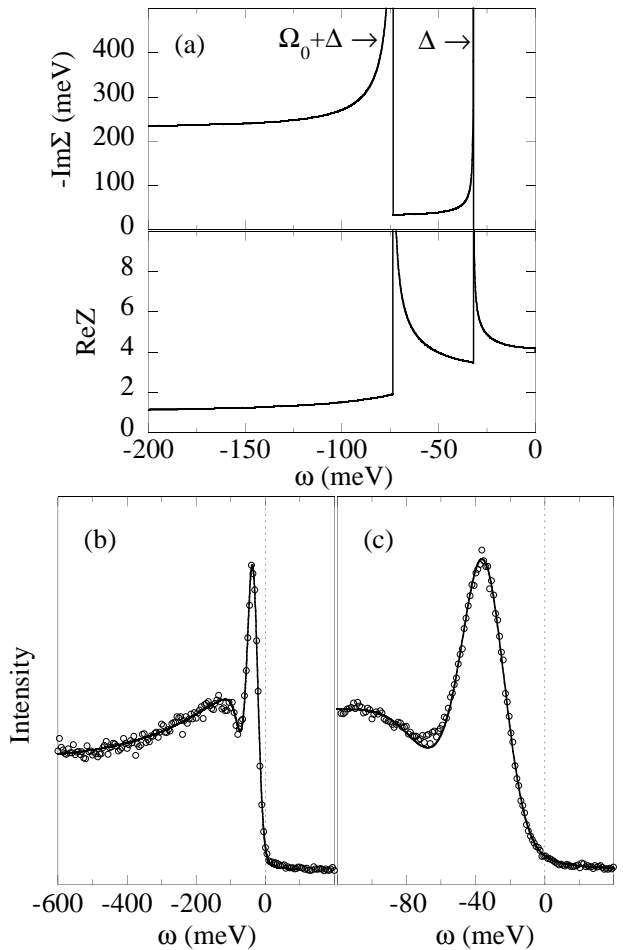 (a)
Ω₀+Δ →
Δ →
-ImΣ (meV)
500
400
300
200
100
0
ReZ
8
6
4
2
0
-200 -150 -100 -50 0
ω (meV)
(b)
(c)
Intensity
-600 -400 -200 0
-80 -40 0
ω (meV)
ω (meV)